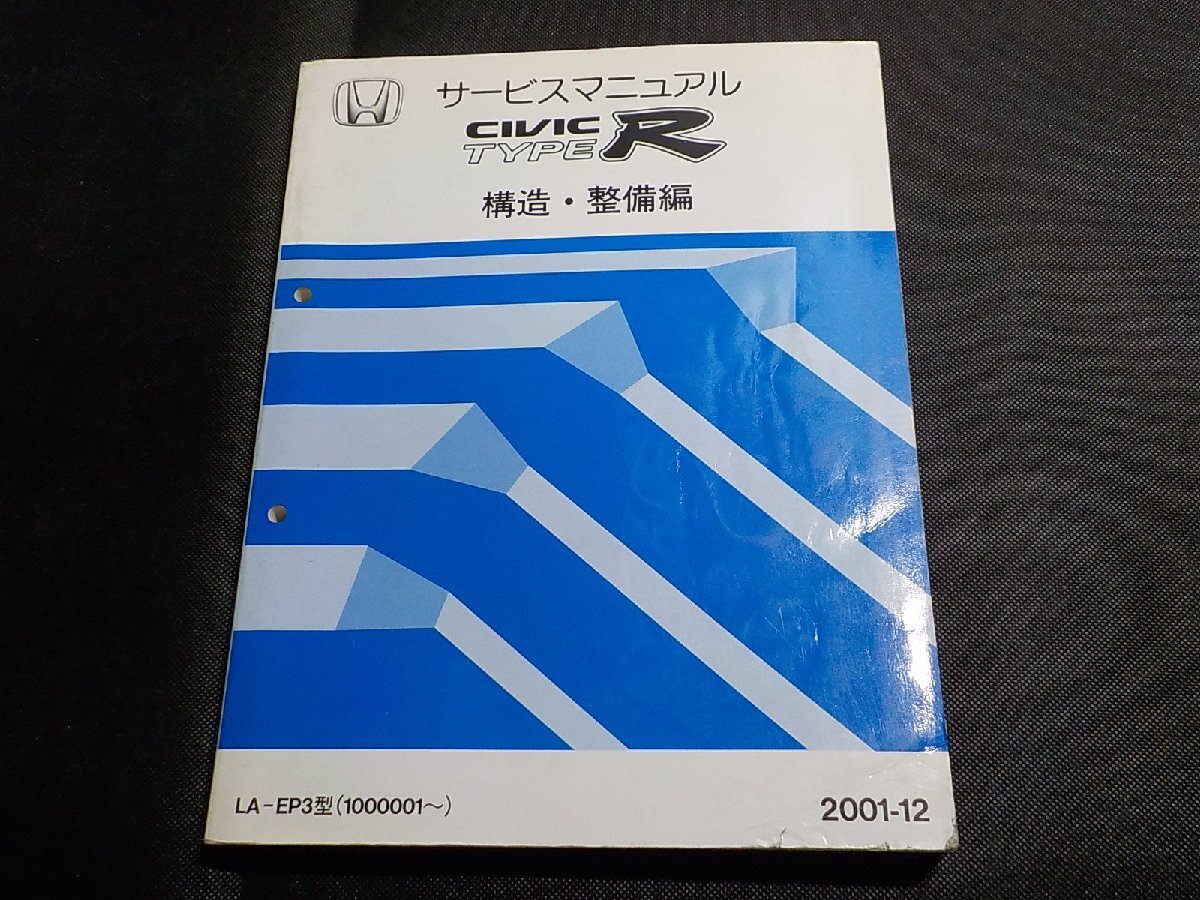 サービスマニュアル
CIVIC
TYPE R
構造・整備編
LA-EP3型(1000001～)
2001-12